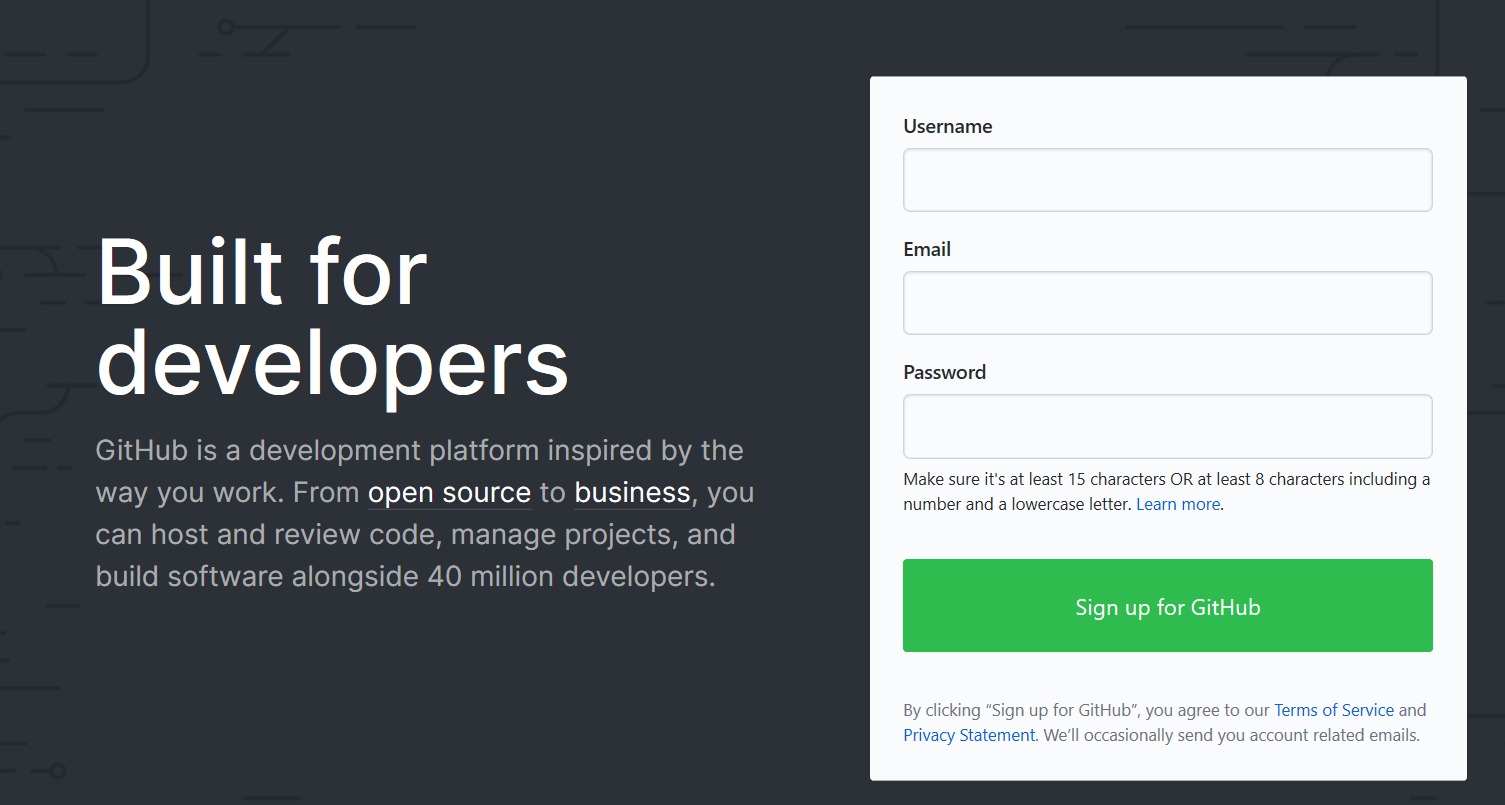 Built for
developers
GitHub is a development platform inspired by the
way you work. From open source to business, you
can host and review code, manage projects, and
build software alongside 40 million developers.
Username
Email
Password
Make sure it's at least 15 characters OR at least 8 characters including a
number and a lowercase letter. Learn more.
Sign up for GitHub
By clicking “Sign up for GitHub”, you agree to our Terms of Service and
Privacy Statement. We’ll occasionally send you account related emails.